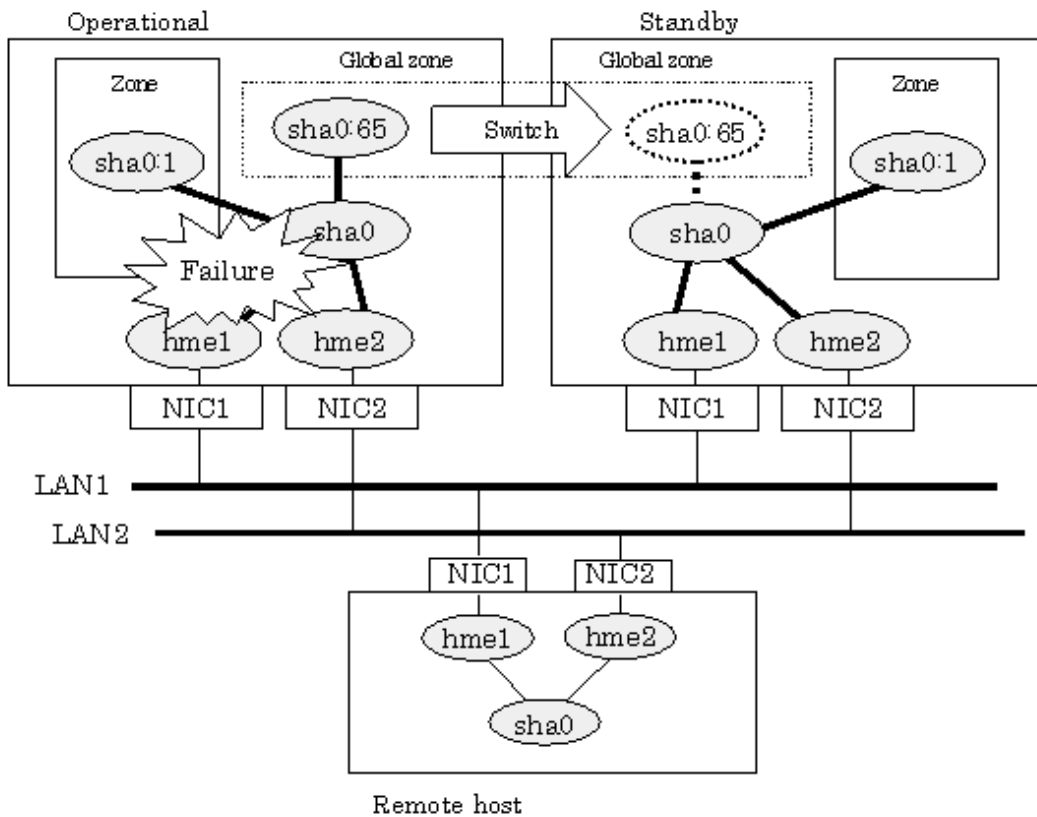 Operational
Standby
Global zone
Global zone
Zone
Zone
sha0:65
Switch
sha0:65
sha0:1
sha0:1
sha0
sha0
Failure
hme1
hme2
hme1
hme2
NIC1
NIC2
NIC1
NIC2
LAN1
LAN2
NIC1
NIC2
hme1
hme2
sha0
Remote host